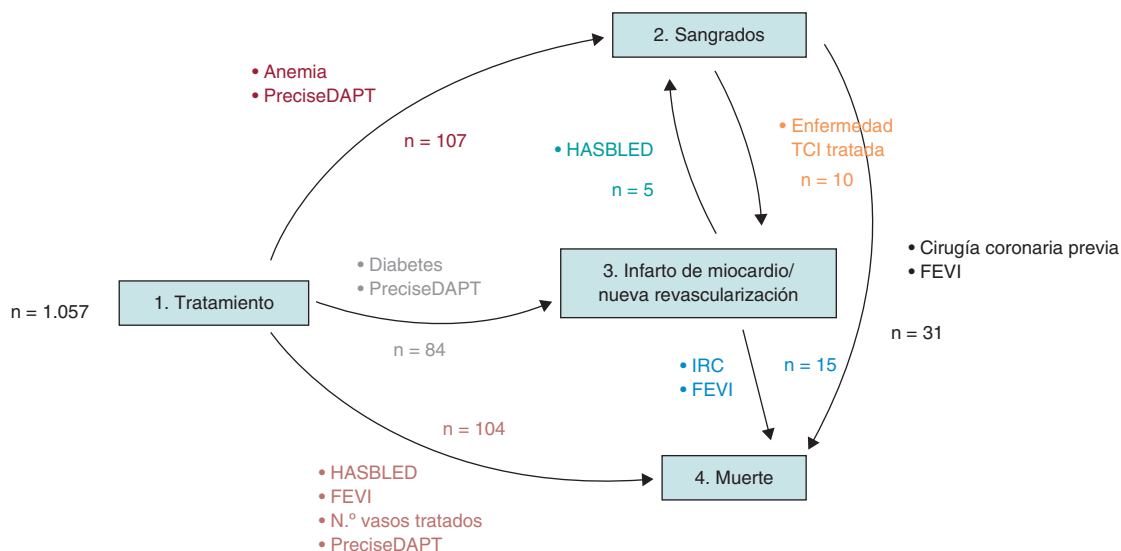 2. Sangrados
• Anemia
• PreciseDAPT
n = 107
• HASBLED
n = 5
• Enfermedad
TCI tratada
n = 10
• Cirugía coronaria previa
• FEVI
n = 31
n = 1.057
1. Tratamiento
• Diabetes
• PreciseDAPT
n = 84
3. Infarto de miocardio/
nueva revascularización
• IRC
• FEVI
n = 15
n = 104
• HASBLED
• FEVI
• N.º vasos tratados
• PreciseDAPT
4. Muerte